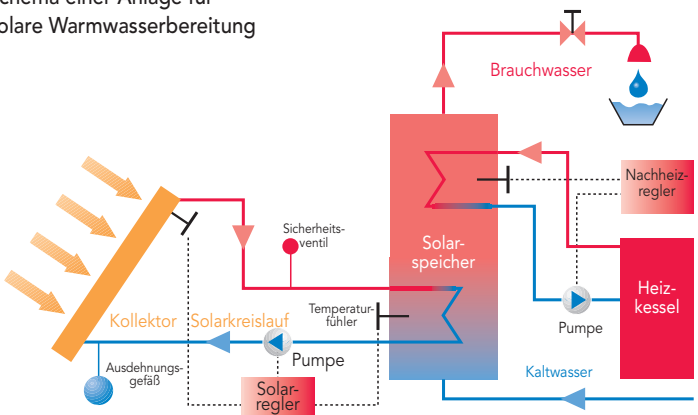 chema einer Anlage für
olare Warmwasserbereitung
Brauchwasser
Nachheiz-
regler
Sicherheits-
ventil
Solar-
speicher
Heiz-
kessel
Temperatur-
fühler
Kollektor
Solarkreislauf
Pumpe
Pumpe
Ausdehnungs-
gefäß
Kaltwasser
Solar-
regler